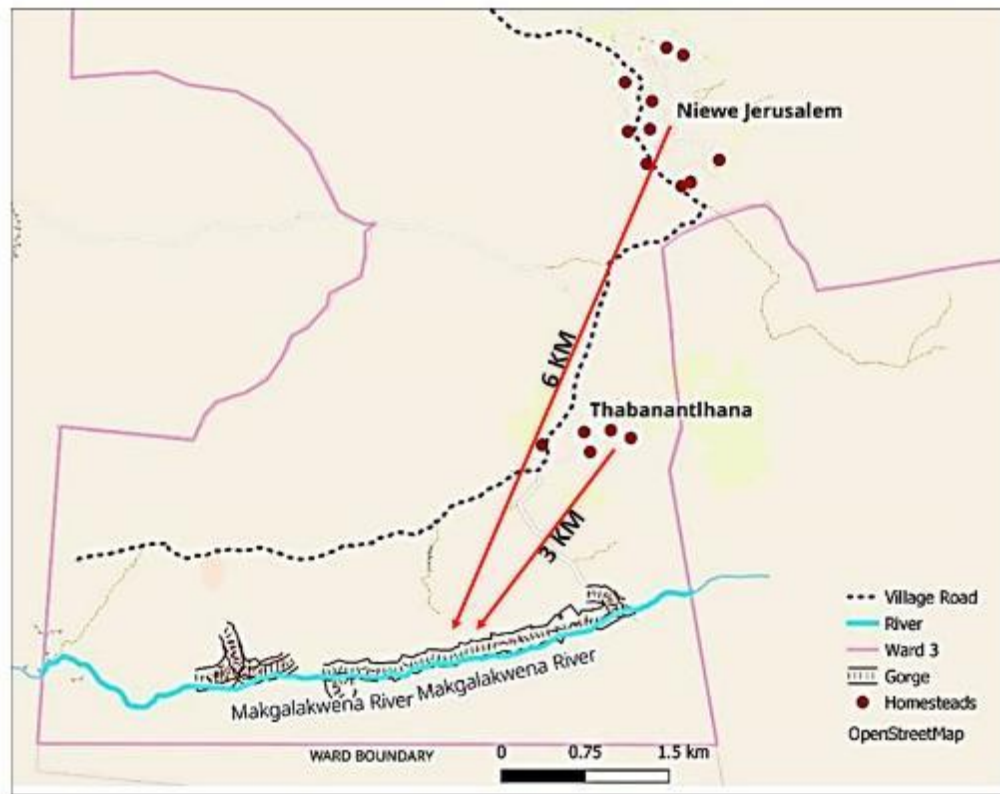 Niewe Jerusalem
6 KM
Thabanantlhana
3 KM
Makgalakwena River Makgalakwena River
WARD BOUNDARY
0 0.75 1.5 km
Village Road
River
Ward 3
Gorge
Homesteads
OpenStreetMap